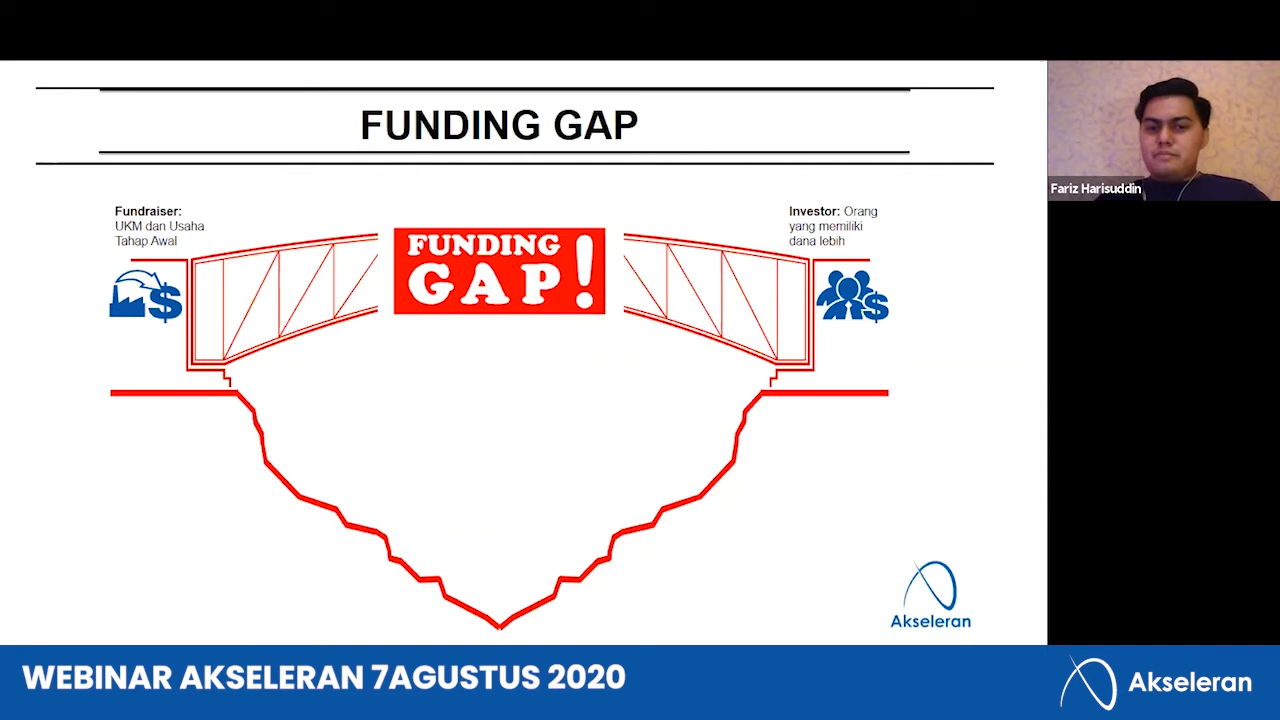 FUNDING GAP
Fundraiser:
UKM dan Usaha
Tahap Awal
FUNDING
GAP!
Investor: Orang
yang memiliki
dana lebih
Akseleran
Fariz Harisuddin
WEBINAR AKSELERAN 7AGUSTUS 2020
Akseleran